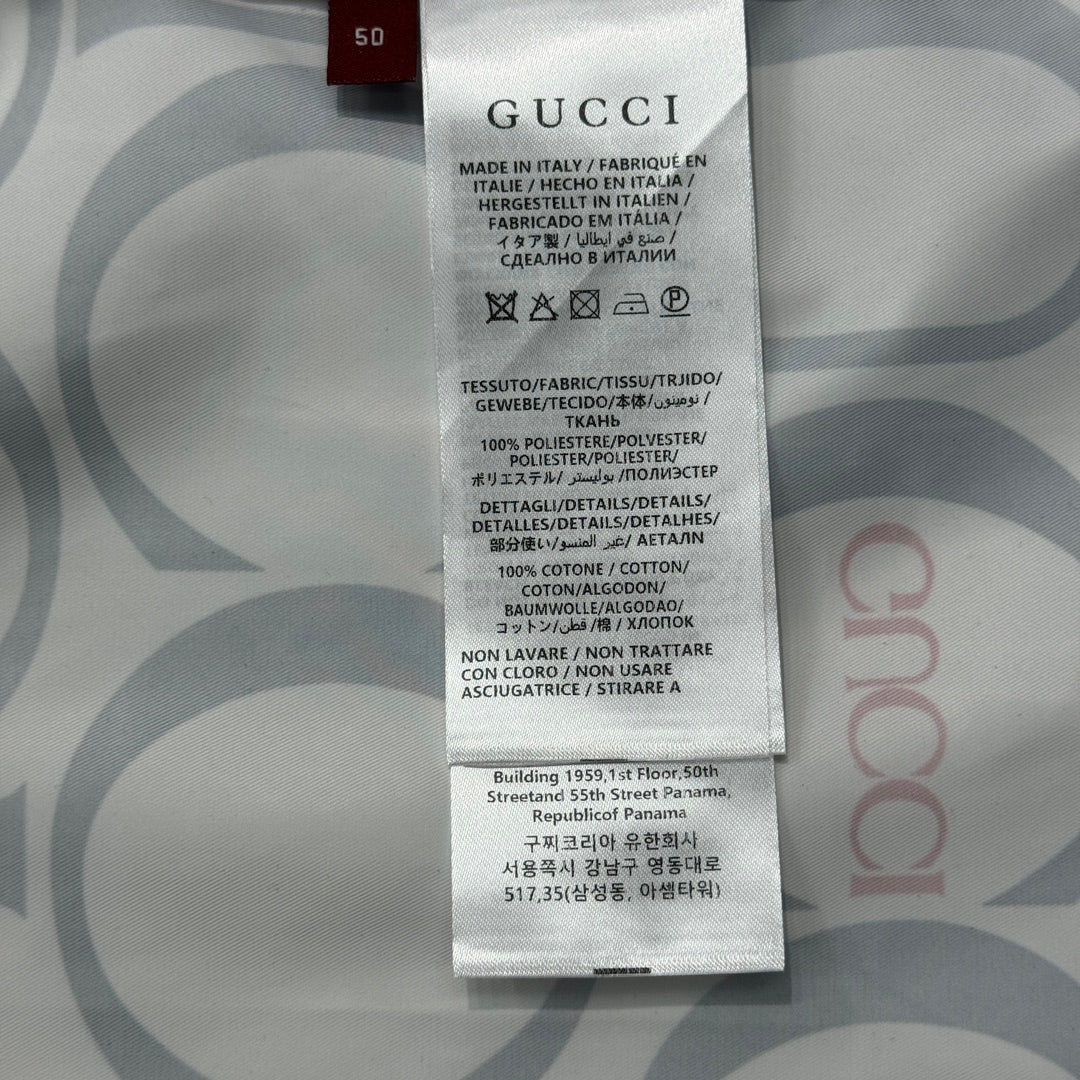 50
GUCCI
MADE IN ITALY / FABRIQUÉ EN
ITALIE / HECHO EN ITALIA /
HERGESTELLT IN ITALIEN /
FABRICADO EM ITÁLIA /
イタア製 / صنع في ايطاليا /
СДЕАЛНО В ИТАЛИИ
P
TESSUTO/FABRIC/TISSU/TRJIDO/
GEWEBE/TECIDO/本体/نومينون /
ТКАНЬ
100% POLIESTERE/POLVESTER/
POLIESTER/POLIESTER/
ポリエステル/ بوليستر /ПОЛИЭСТЕР
DETTAGLI/DETAILS/DETAILS/
DETALLES/DETAILS/DETALHES/
部分使い/غير المنسو/ АЕТАЛN
100% COTONE / COTTON/
COTON/ALGODON/
BAUMWOLLE/ALGODAO/
コットン/قطن/棉 / ХЛОПОК
NON LAVARE / NON TRATTARE
CON CLORO / NON USARE
ASCIUGATRICE / STIRARE A
Building 1959,1st Floor,50th
Streetand 55th Street Panama,
Republicof Panama
구찌코리아 유한회사
서용쪽시 강남구 영동대로
517,35(삼성동, 아셈타워)
GUCCI